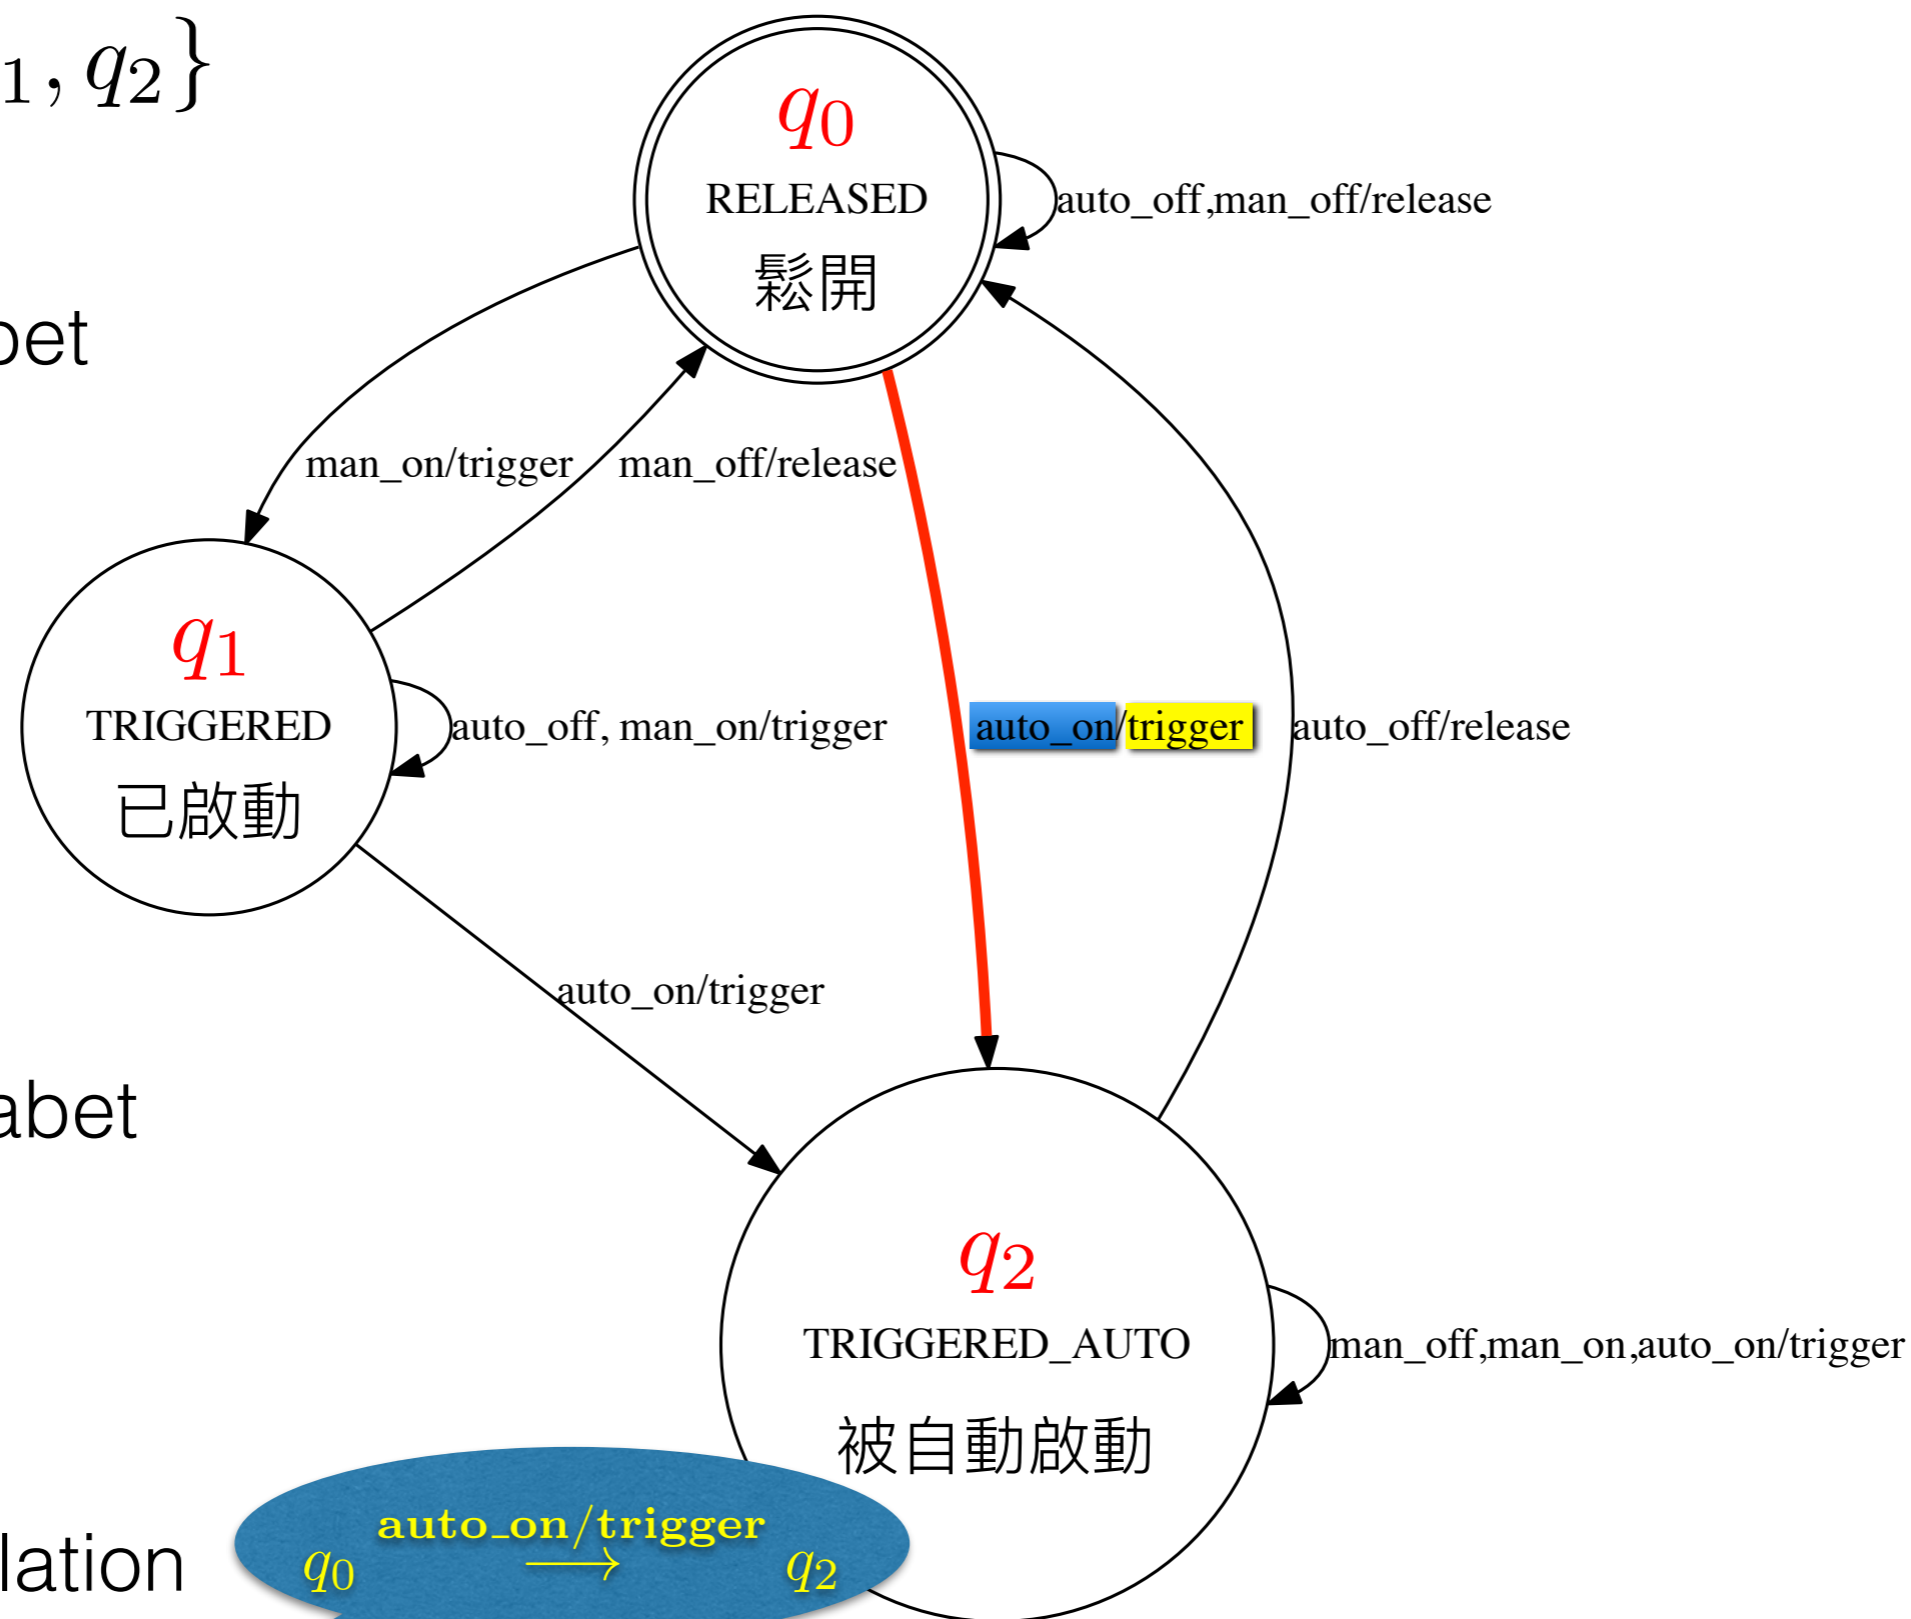 ₁, q₂}
q₀
RELEASED
鬆開
auto_off,man_off/release
bet
man_on/trigger
man_off/release
q₁
TRIGGERED
已啟動
auto_off, man_on/trigger
auto_on/trigger
auto_off/release
auto_on/trigger
abet
q₂
TRIGGERED_AUTO
被自動啟動
man_off,man_on,auto_on/trigger
lation
auto_on/trigger
q₀ ⟶ q₂